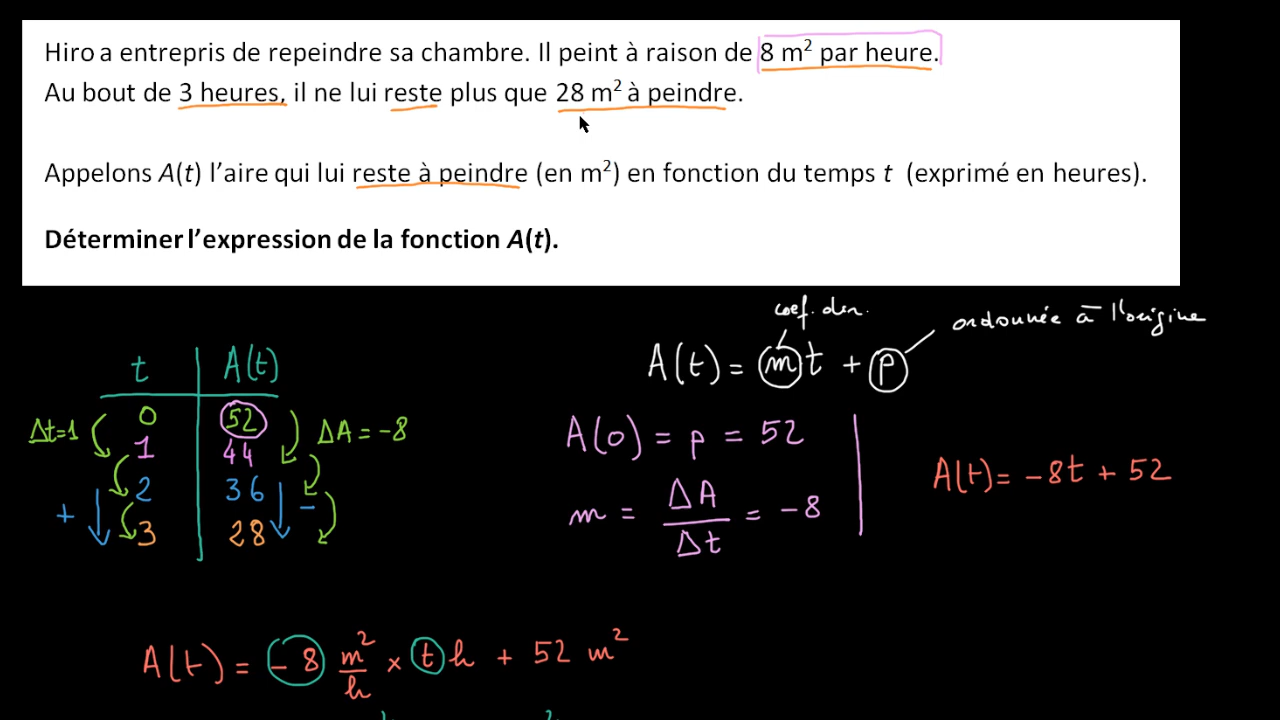 Hiro a entrepris de repeindre sa chambre. Il peint à raison de 8 m² par heure.
Au bout de 3 heures, il ne lui reste plus que 28 m² à peindre.
Appelons A(t) l’aire qui lui reste à peindre (en m²) en fonction du temps t (exprimé en heures).
Déterminer l’expression de la fonction A(t).
coef. dir.
ordonnée à l'origine
A(t) = mt + p
t A(t)
0 52
Δt=1 ΔA = -8
1 44
2 36
+ -
3 28
A(0) = p = 52
m = ΔA/Δt = -8
A(t) = -8t + 52
A(t) = -8 m²/h × t h + 52 m²